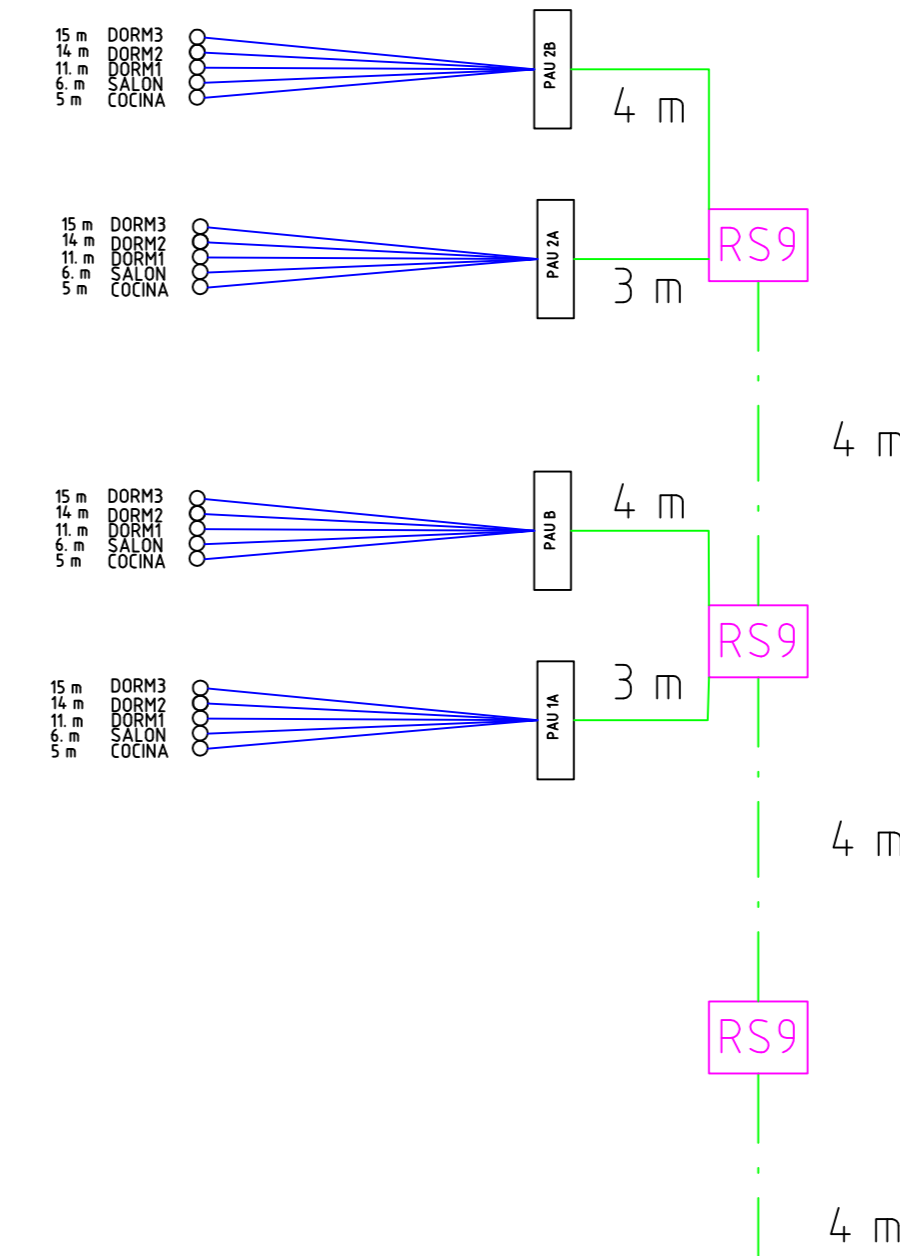 15 m DORM3
14 m DORM2
11. m DORM1
6. m SALON
5 m COCINA
PAU 2B
4 m
15 m DORM3
14 m DORM2
11. m DORM1
6. m SALON
5 m COCINA
PAU 2A
3 m
RS9
4 m
15 m DORM3
14 m DORM2
11. m DORM1
6. m SALON
5 m COCINA
PAU B
4 m
RS9
15 m DORM3
14 m DORM2
11. m DORM1
6. m SALON
5 m COCINA
PAU 1A
3 m
4 m
RS9
4 m